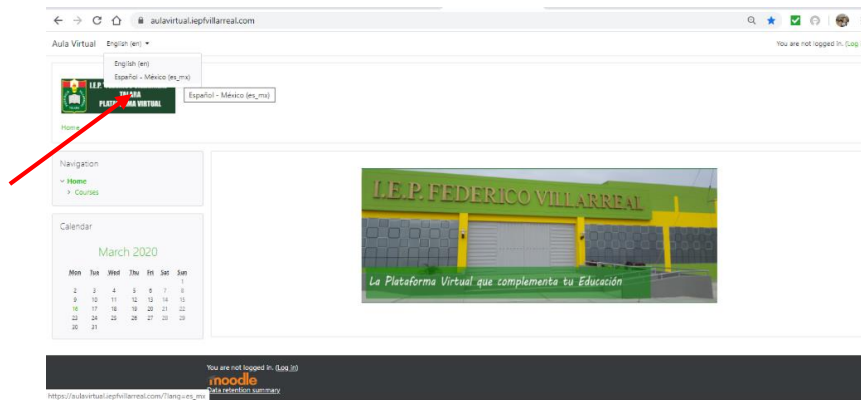 aulavirtual.iepfvillarreal.com
Aula Virtual English (en)
You are not logged in. (Log
English (en)
Español - México (es_mx)
I.E.P.
TALARA
PLATAFORMA VIRTUAL
Español - México (es_mx)
Home
Navigation
Home
Courses
I.E.P. FEDERICO VILLARREAL
La Plataforma Virtual que complementa tu Educación
Calendar
March 2020
Mon Tue Wed Thu Fri Sat Sun
1
2 3 4 5 6 7 8
9 10 11 12 13 14 15
16 17 18 19 20 21 22
23 24 25 26 27 28 29
30 31
You are not logged in. (Log in)
moodle
Data retention summary
https://aulavirtual.iepfvillarreal.com/?lang=es_mx